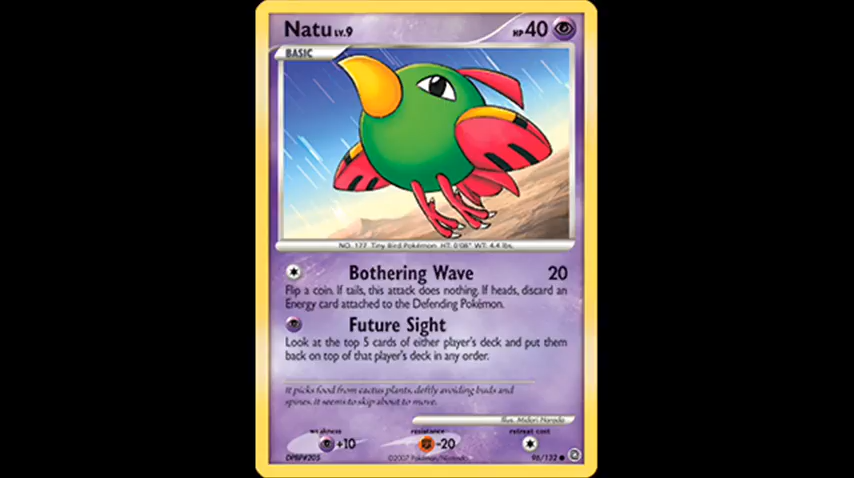 Natu LV.9 HP 40
BASIC
NO. 177 Tiny Bird Pokémon HT: 0'08" WT: 4.4 lbs.
Bothering Wave 20
Flip a coin. If tails, this attack does nothing. If heads, discard an
Energy card attached to the Defending Pokémon.
Future Sight
Look at the top 5 cards of either player's deck and put them
back on top of that player's deck in any order.
It picks food from cactus plants, deftly avoiding buds and
spines. it seems to skip about to move.
Illus. Midori Harada
weakness resistance retreat cost
+10 -20
DPBP#205 ©2007 Pokémon/Nintendo 98/132